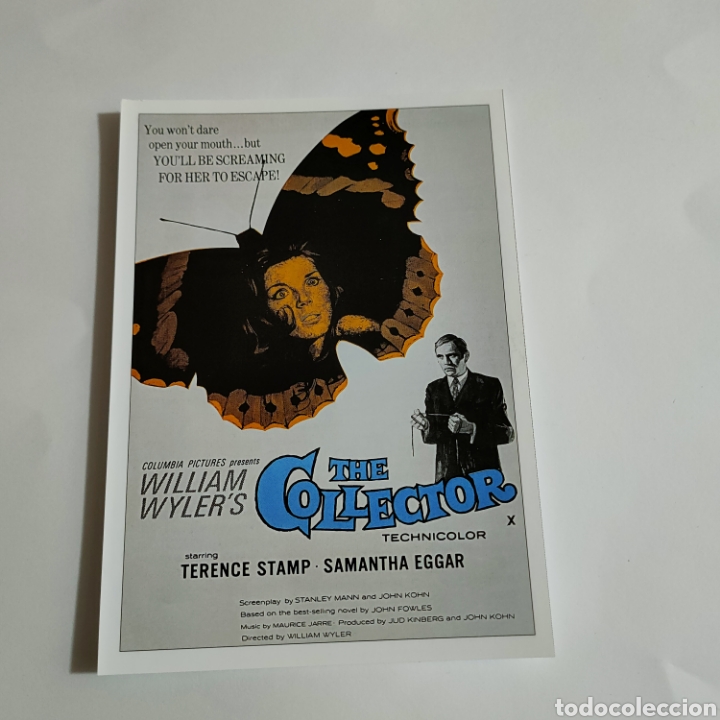 You won't dare
open your mouth...but
YOU'LL BE SCREAMING
FOR HER TO ESCAPE!
COLUMBIA PICTURES presents
WILLIAM
WYLER'S
THE
COLLECTOR
TECHNICOLOR
X
starring
TERENCE STAMP · SAMANTHA EGGAR
Screenplay by STANLEY MANN and JOHN KOHN
Based on the best-selling novel by JOHN FOWLES
Music by MAURICE JARRE · Produced by JUD KINBERG and JOHN KOHN
Directed by WILLIAM WYLER
todocoleccion